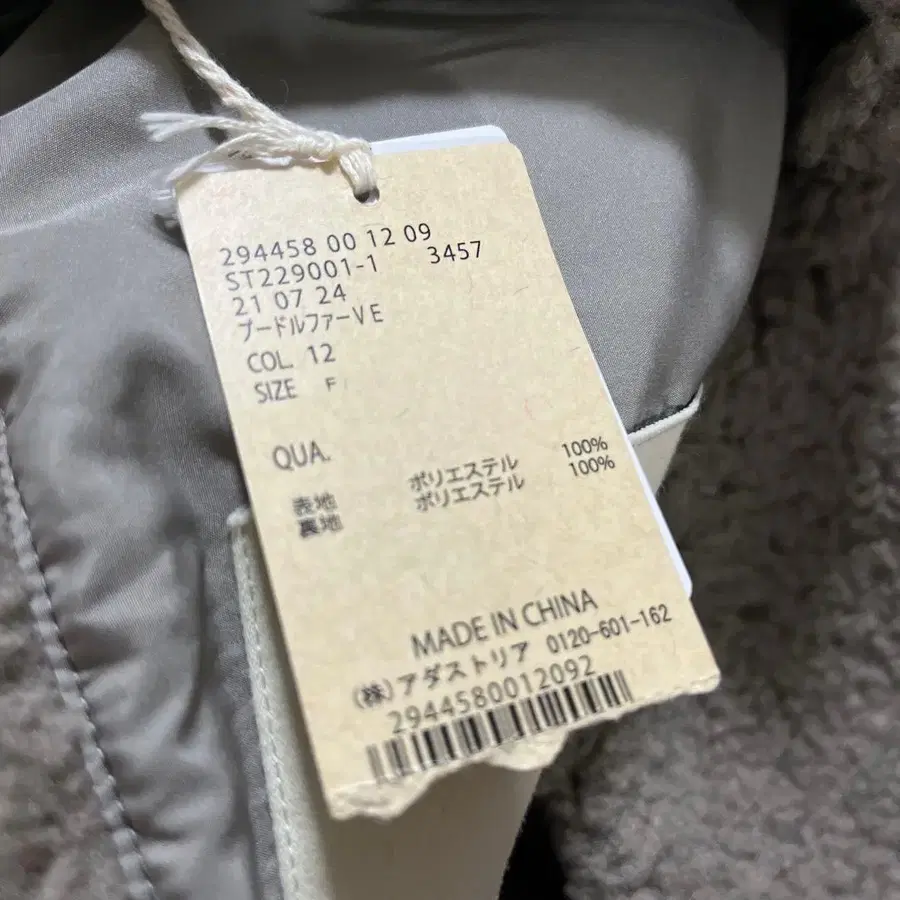 294458 00 12 09
ST229001-1 3457
21 07 24
プードルファーVE
COL. 12
SIZE F
QUA.
表地 ポリエステル 100%
裏地 ポリエステル 100%
MADE IN CHINA
(株)アダストリア 0120-601-162
2944580012092